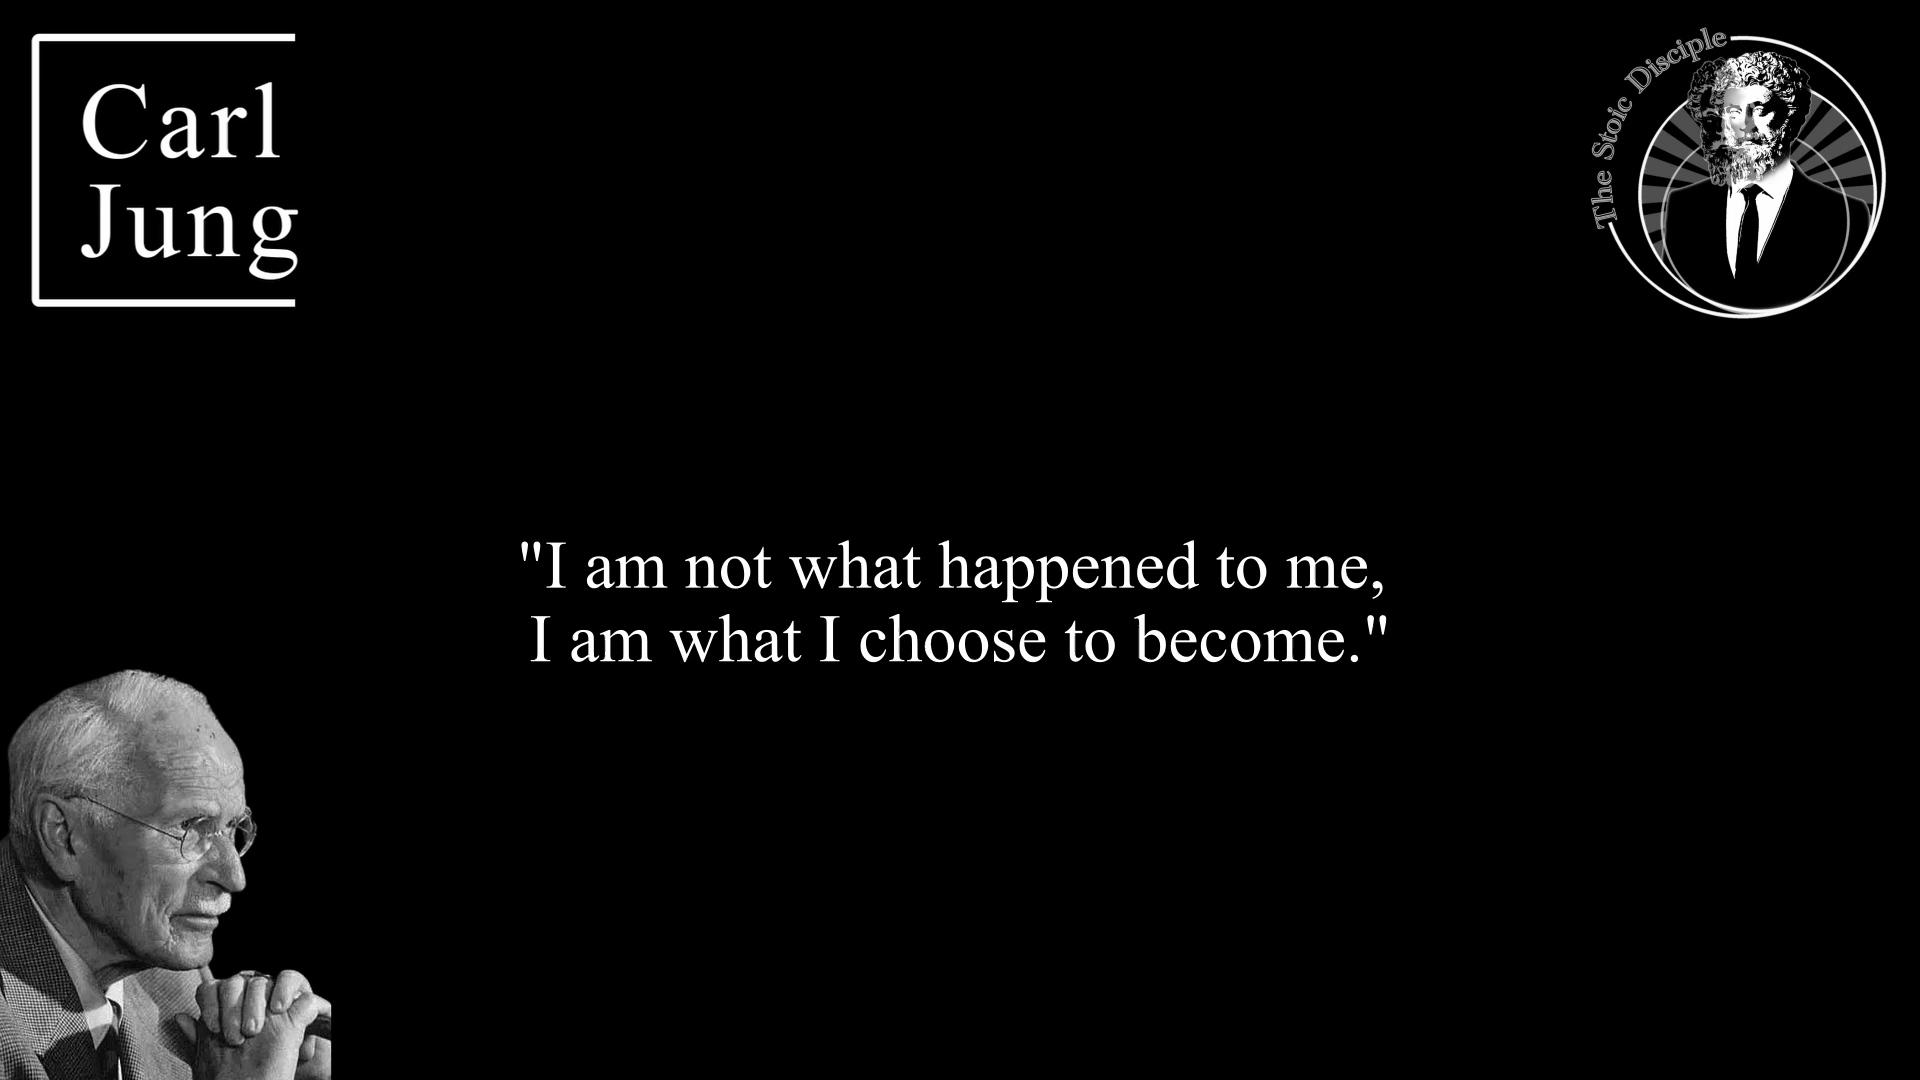 Carl
Jung
The Stoic Disciple
"I am not what happened to me,
I am what I choose to become."